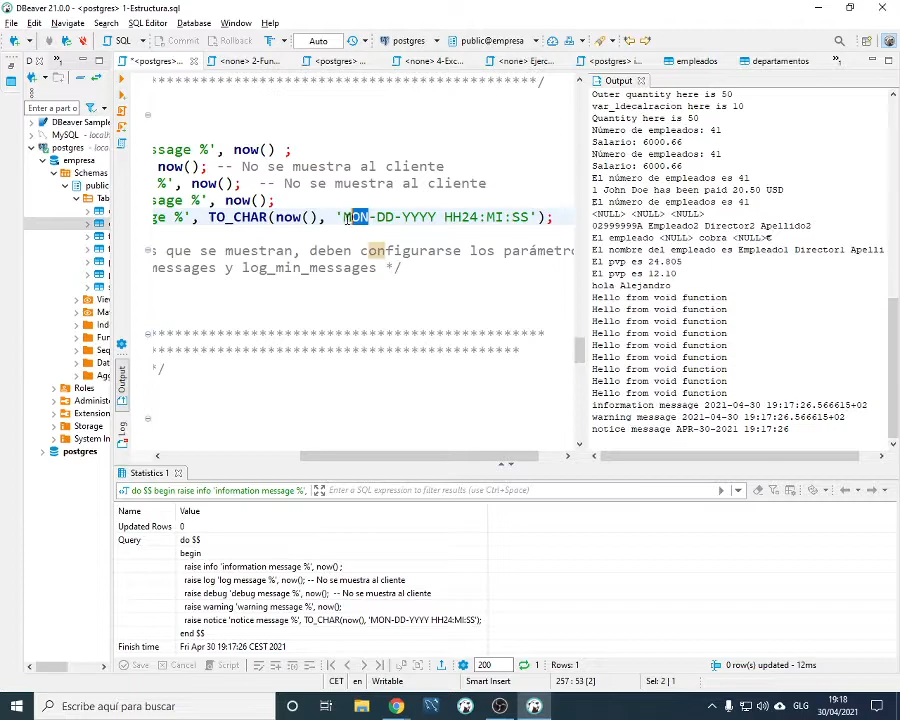 DBeaver 21.0.0 - <postgres> 1-Estructura.sql
File Edit Navigate Search SQL Editor Database Window Help
SQL Commit Rollback Auto postgres public@empresa
D *<postgres>... <none> 2-Fun... <postgres> ... <none> 4-Exc... <none> Ejerc... <postgres> i... empleados departamentos
Enter a part o
DBeaver Sample
MySQL - localh
postgres - local
empresa
Schemas
public
Tab
Viev
Mat
Indi
Fun
Seq
Dat
Agg
Roles
Administe
Extension
Storage
System In
postgres
Output
Log
************************************************/
ssage %', now() ;
now(); -- No se muestra al cliente
%', now(); -- No se muestra al cliente
sage %', now();
ge %', TO_CHAR(now(), 'MON-DD-YYYY HH24:MI:SS');
s que se muestran, deben configurarse los parámetro
messages y log_min_messages */
***********************************************
********************************************
*/
Output
Outer quantity here is 50
var_1decalracion here is 10
Quantity here is 50
Número de empleados: 41
Salario: 6000.66
Número de empleados: 41
Salario: 6000.66
El número de empleados es 41
1 John Doe has been paid 20.50 USD
<NULL> <NULL> <NULL>
02999999A Empleado2 Director2 Apellido2
El empleado <NULL> cobra <NULL>€
El nombre del empleado es Empleado1 Director1 Apelli
El pvp es 24.805
El pvp es 12.10
hola Alejandro
Hello from void function
Hello from void function
Hello from void function
Hello from void function
Hello from void function
Hello from void function
Hello from void function
Hello from void function
Hello from void function
information message 2021-04-30 19:17:26.566615+02
warning message 2021-04-30 19:17:26.566615+02
notice message APR-30-2021 19:17:26
Statistics 1
do $$ begin raise info 'information message %', Enter a SQL expression to filter results (use Ctrl+Space)
Name Value
Updated Rows 0
Query do $$
begin
raise info 'information message %', now() ;
raise log 'log message %', now(); -- No se muestra al cliente
raise debug 'debug message %', now(); -- No se muestra al cliente
raise warning 'warning message %', now();
raise notice 'notice message %', TO_CHAR(now(), 'MON-DD-YYYY HH24:MI:SS');
end $$
Finish time Fri Apr 30 19:17:26 CEST 2021
Save Cancel Script 200 1 Rows: 1 0 row(s) updated - 12ms
CET en Writable Smart Insert 257 : 53 [2] Sel: 2 | 1
Escribe aquí para buscar GLG 19:18
30/04/2021